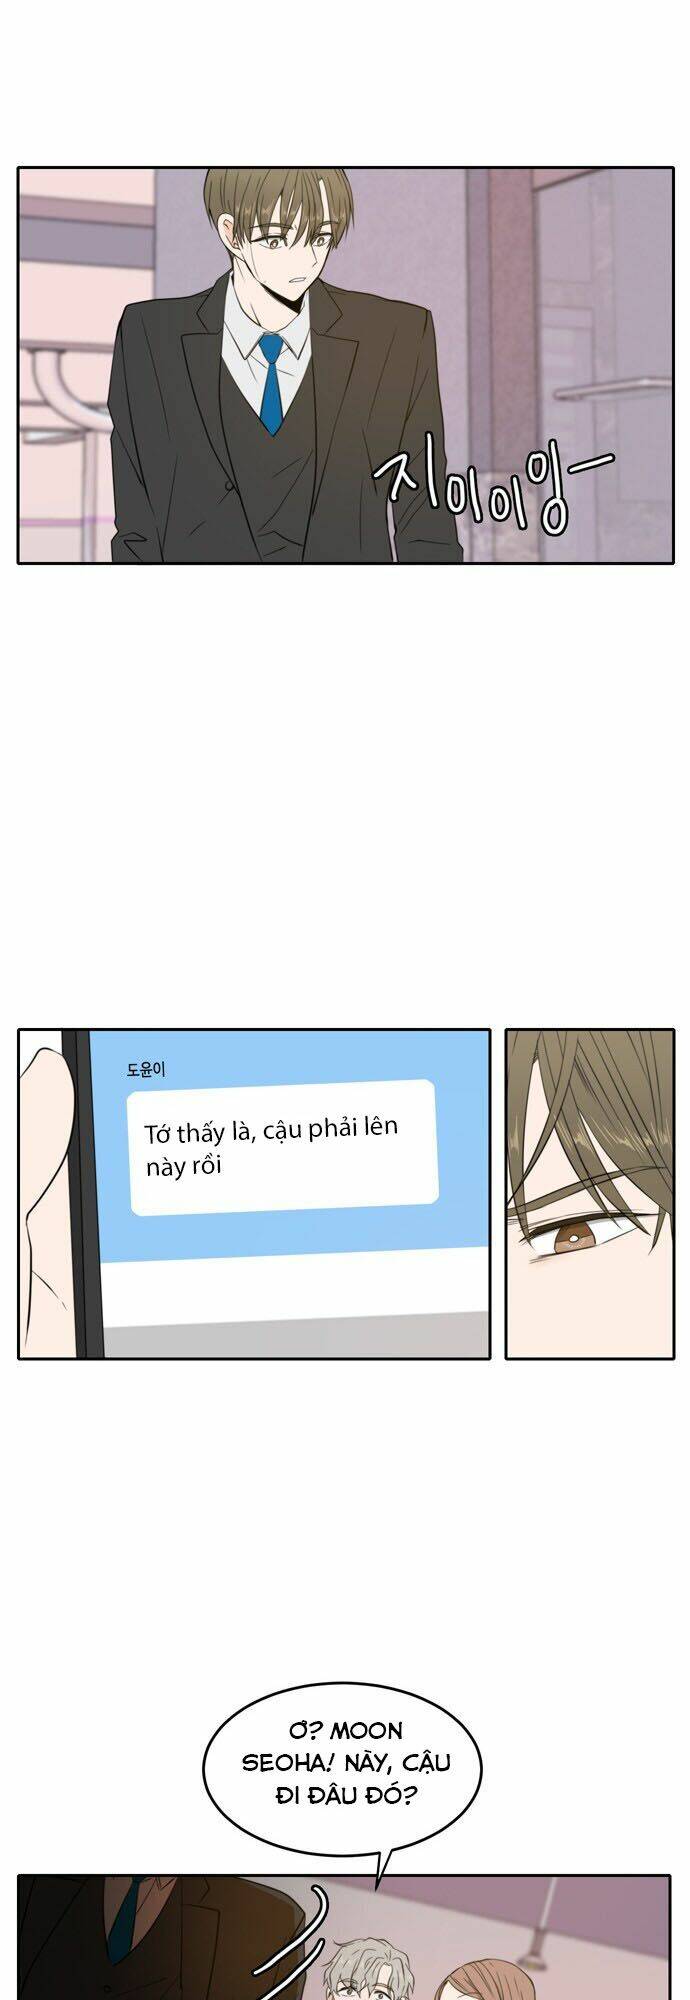 지이이잉-
도윤이
Tớ thấy là, cậu phải lên
này rồi
Ơ? MOON
SEOHA! NÀY, CẬU
ĐI ĐÂU ĐÓ?